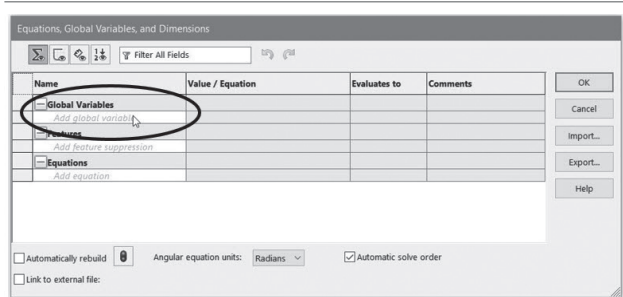 Equations, Global Variables, and Dimensions
Filter All Fields
Name Value / Equation Evaluates to Comments
Global Variables
Add global variable
Features
Add feature suppression
Equations
Add equation
OK
Cancel
Import...
Export...
Help
Automatically rebuild Angular equation units: Radians Automatic solve order
Link to external file: